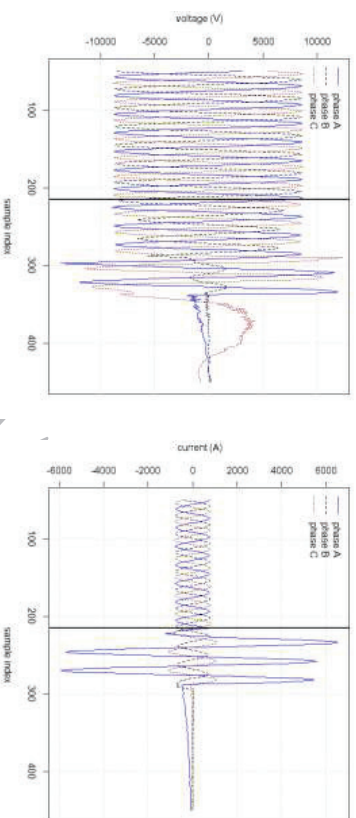 voltage (V)
-10000 -5000 0 5000 10000
phase A
phase B
phase C
100 200 300 400
sample index
current (A)
-6000 -4000 -2000 0 2000 4000 6000
phase A
phase B
phase C
100 200 300 400
sample index